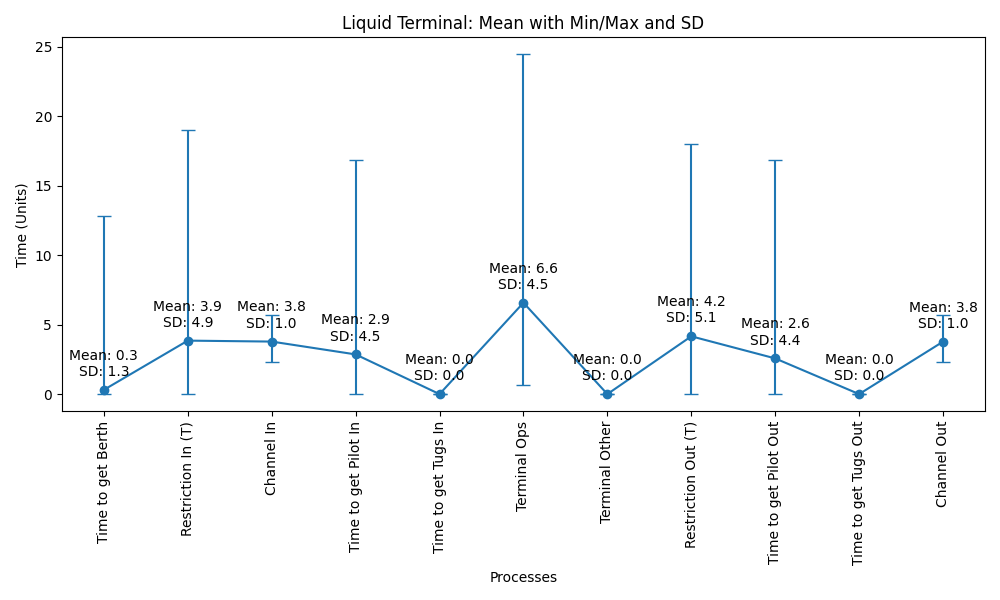 Liquid Terminal: Mean with Min/Max and SD
Time (Units)
25
20
15
10
5
0
Mean: 0.3
SD: 1.3
Mean: 3.9
SD: 4.9
Mean: 3.8
SD: 1.0
Mean: 2.9
SD: 4.5
Mean: 0.0
SD: 0.0
Mean: 6.6
SD: 4.5
Mean: 0.0
SD: 0.0
Mean: 4.2
SD: 5.1
Mean: 2.6
SD: 4.4
Mean: 0.0
SD: 0.0
Mean: 3.8
SD: 1.0
Time to get Berth
Restriction In (T)
Channel In
Time to get Pilot In
Time to get Tugs In
Terminal Ops
Terminal Other
Restriction Out (T)
Time to get Pilot Out
Time to get Tugs Out
Channel Out
Processes